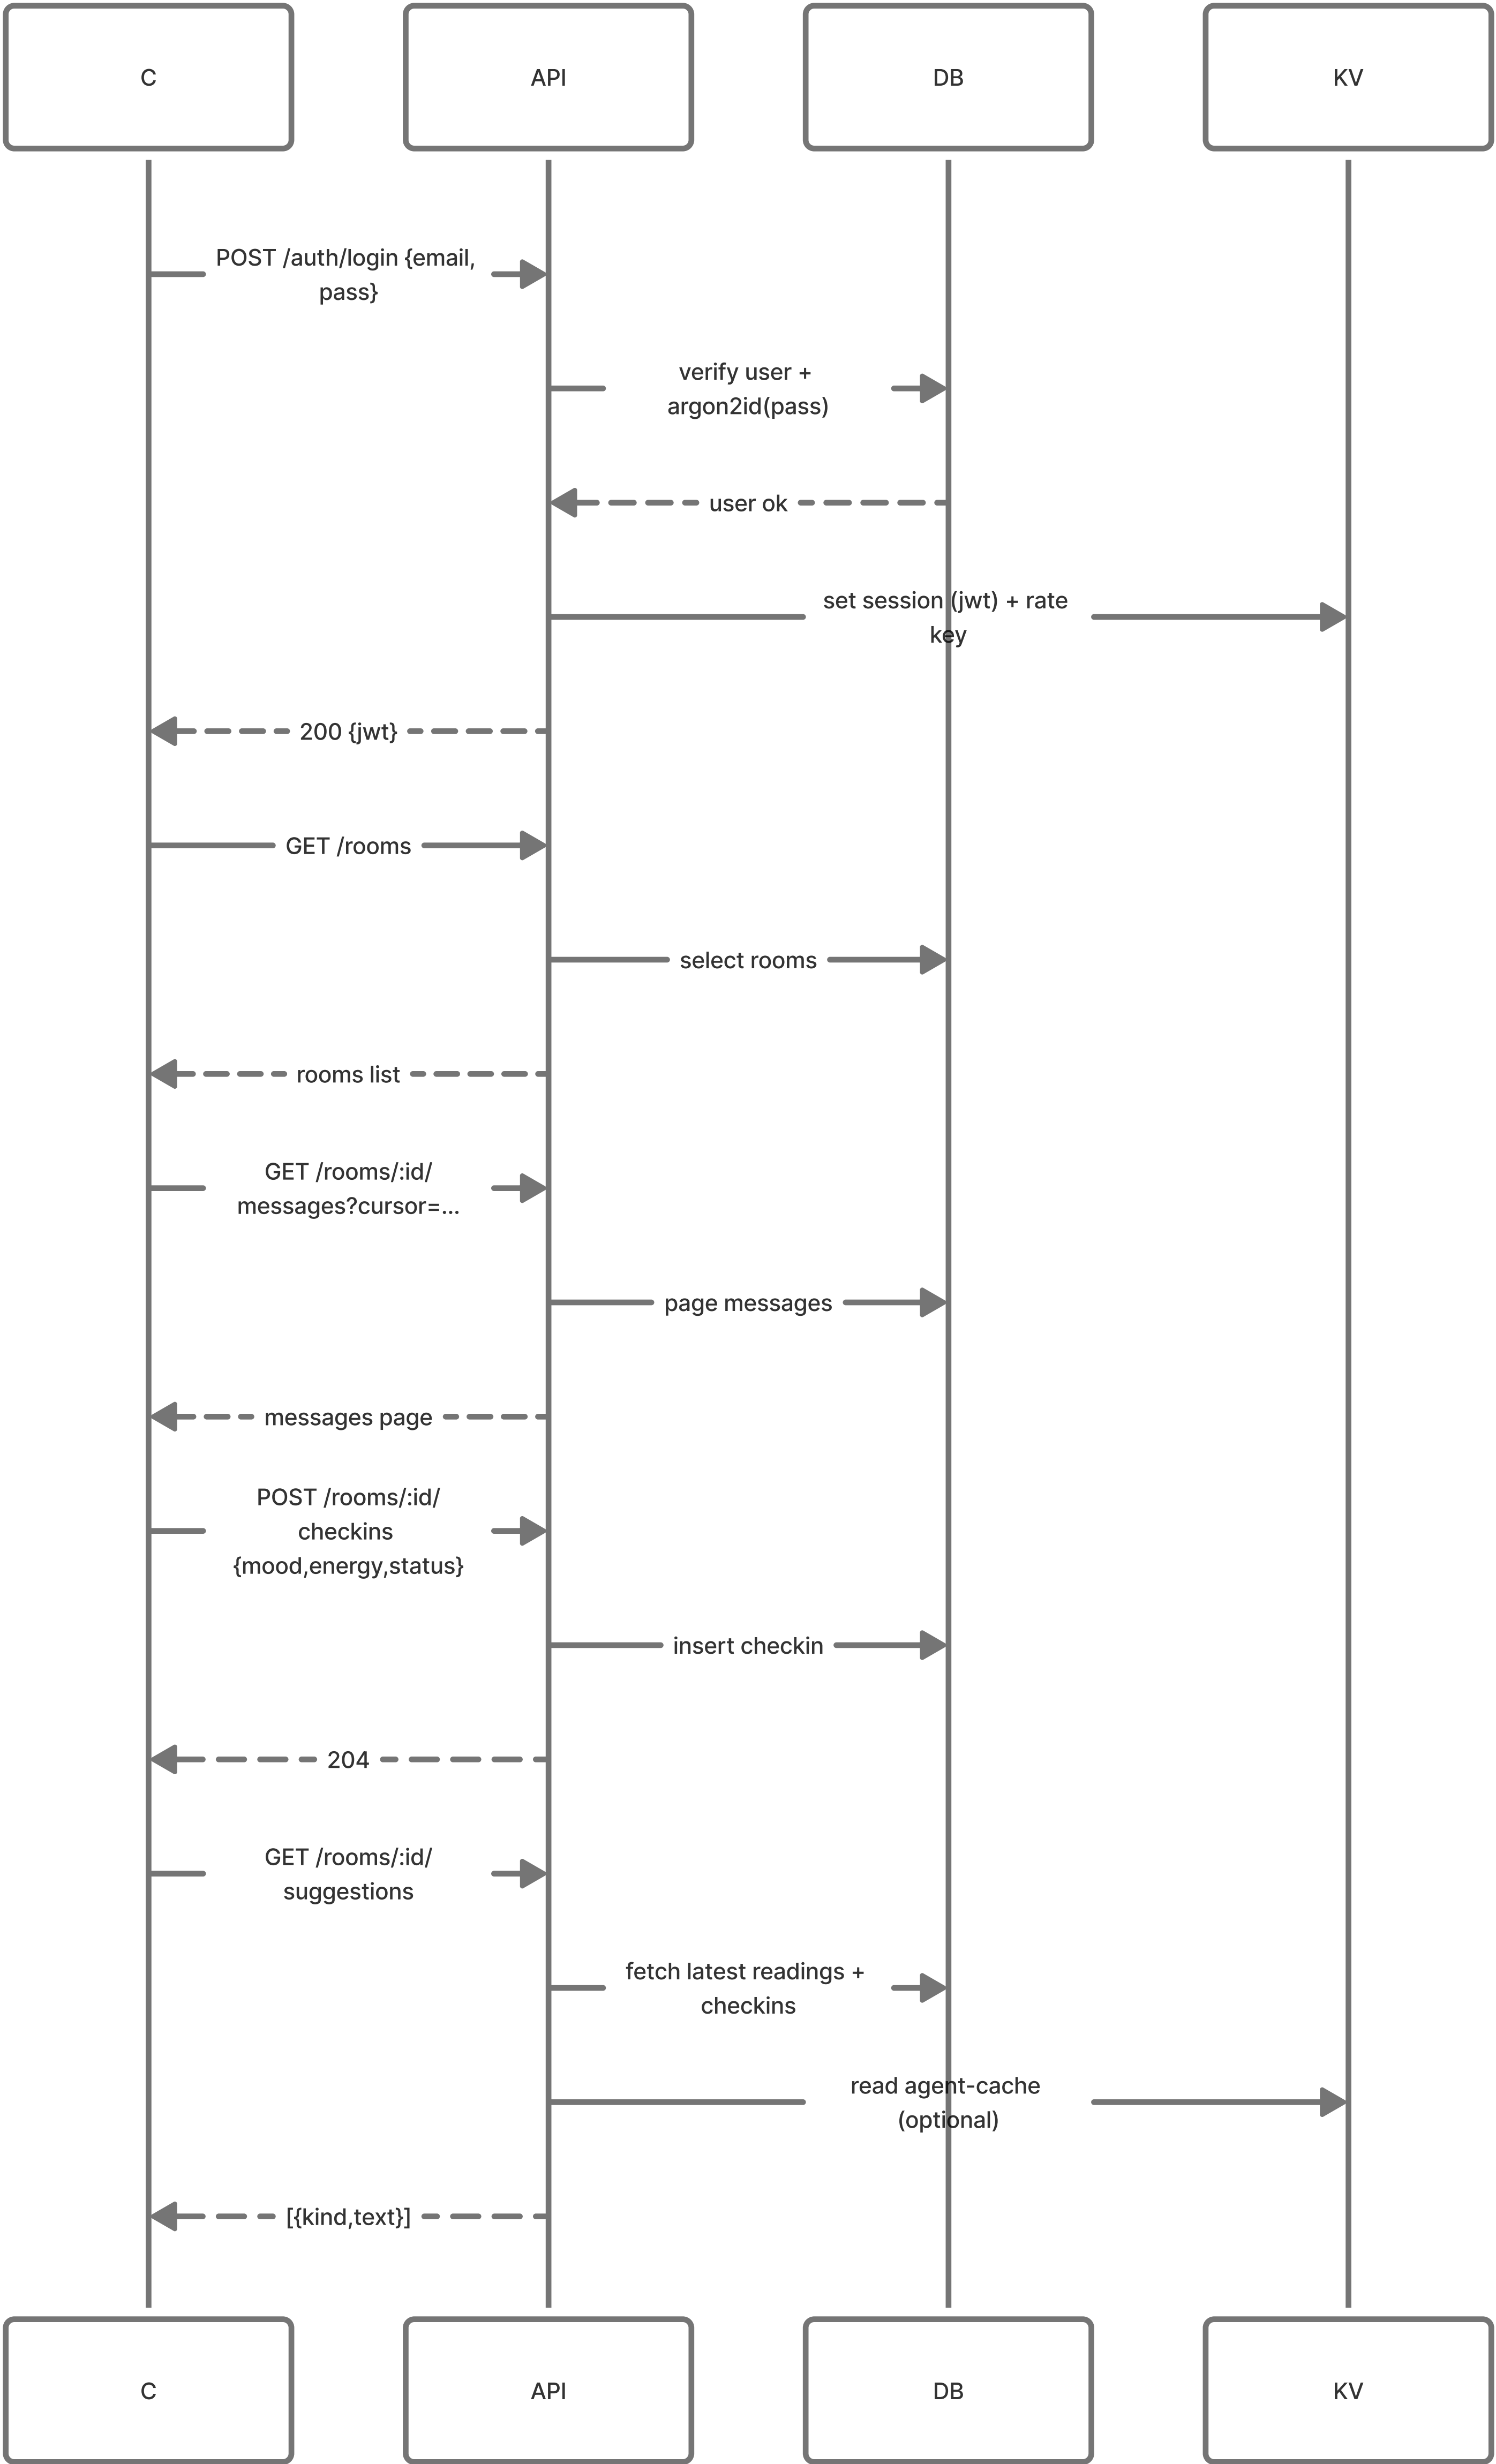 C
API
DB
KV
POST /auth/login {email,
pass}
verify user +
argon2id(pass)
user ok
set session (jwt) + rate
key
200 {jwt}
GET /rooms
select rooms
rooms list
GET /rooms/:id/
messages?cursor=...
page messages
messages page
POST /rooms/:id/
checkins
{mood,energy,status}
insert checkin
204
GET /rooms/:id/
suggestions
fetch latest readings +
checkins
read agent-cache
(optional)
[{kind,text}]
C
API
DB
KV